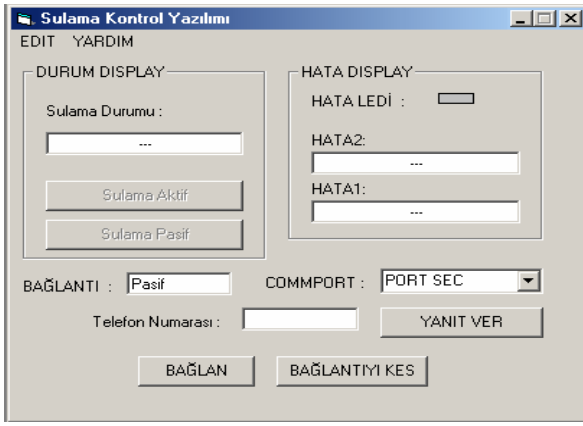 Sulama Kontrol Yazılımı
EDIT YARDIM
DURUM DISPLAY
Sulama Durumu :
---
Sulama Aktif
Sulama Pasif
HATA DISPLAY
HATA LEDİ :
HATA2:
---
HATA1:
---
BAĞLANTI : Pasif
COMMPORT : PORT SEC
Telefon Numarası :
YANIT VER
BAĞLAN
BAĞLANTIYI KES